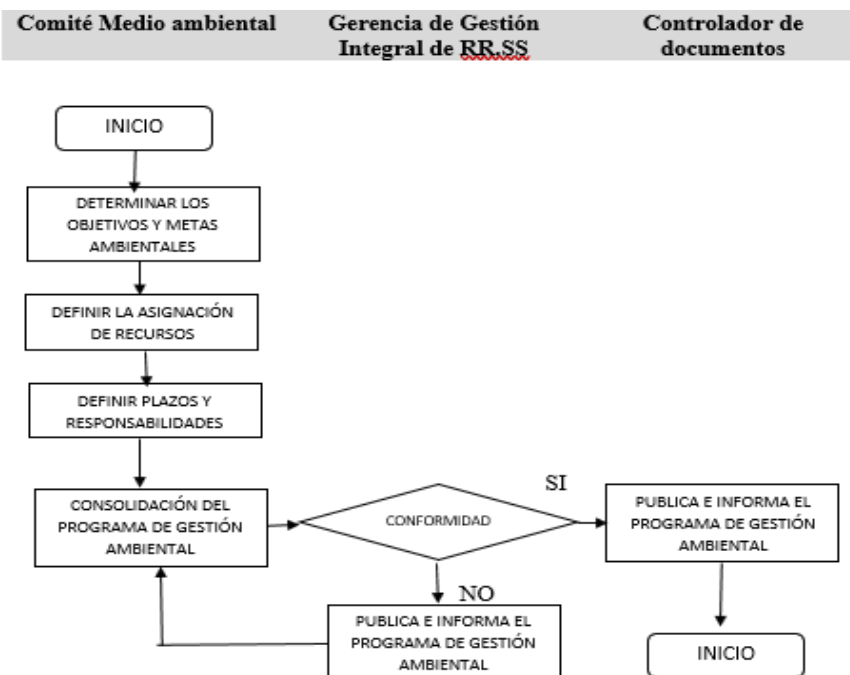 Comité Medio ambiental
Gerencia de Gestión
Integral de RR.SS
Controlador de
documentos
INICIO
DETERMINAR LOS
OBJETIVOS Y METAS
AMBIENTALES
DEFINIR LA ASIGNACIÓN
DE RECURSOS
DEFINIR PLAZOS Y
RESPONSABILIDADES
CONSOLIDACIÓN DEL
PROGRAMA DE GESTIÓN
AMBIENTAL
CONFORMIDAD
SI
PUBLICA E INFORMA EL
PROGRAMA DE GESTIÓN
AMBIENTAL
NO
PUBLICA E INFORMA EL
PROGRAMA DE GESTIÓN
AMBIENTAL
INICIO